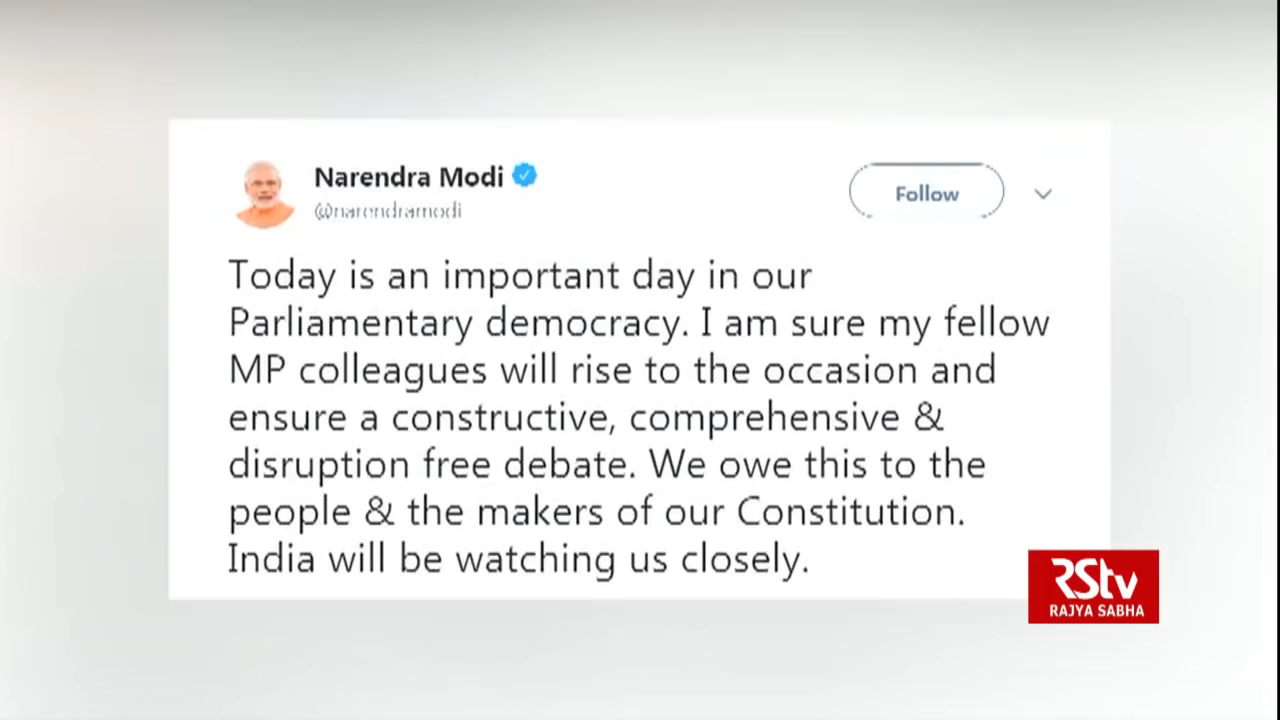 Narendra Modi
@narendramodi
Follow
Today is an important day in our
Parliamentary democracy. I am sure my fellow
MP colleagues will rise to the occasion and
ensure a constructive, comprehensive &
disruption free debate. We owe this to the
people & the makers of our Constitution.
India will be watching us closely.
RStv
RAJYA SABHA